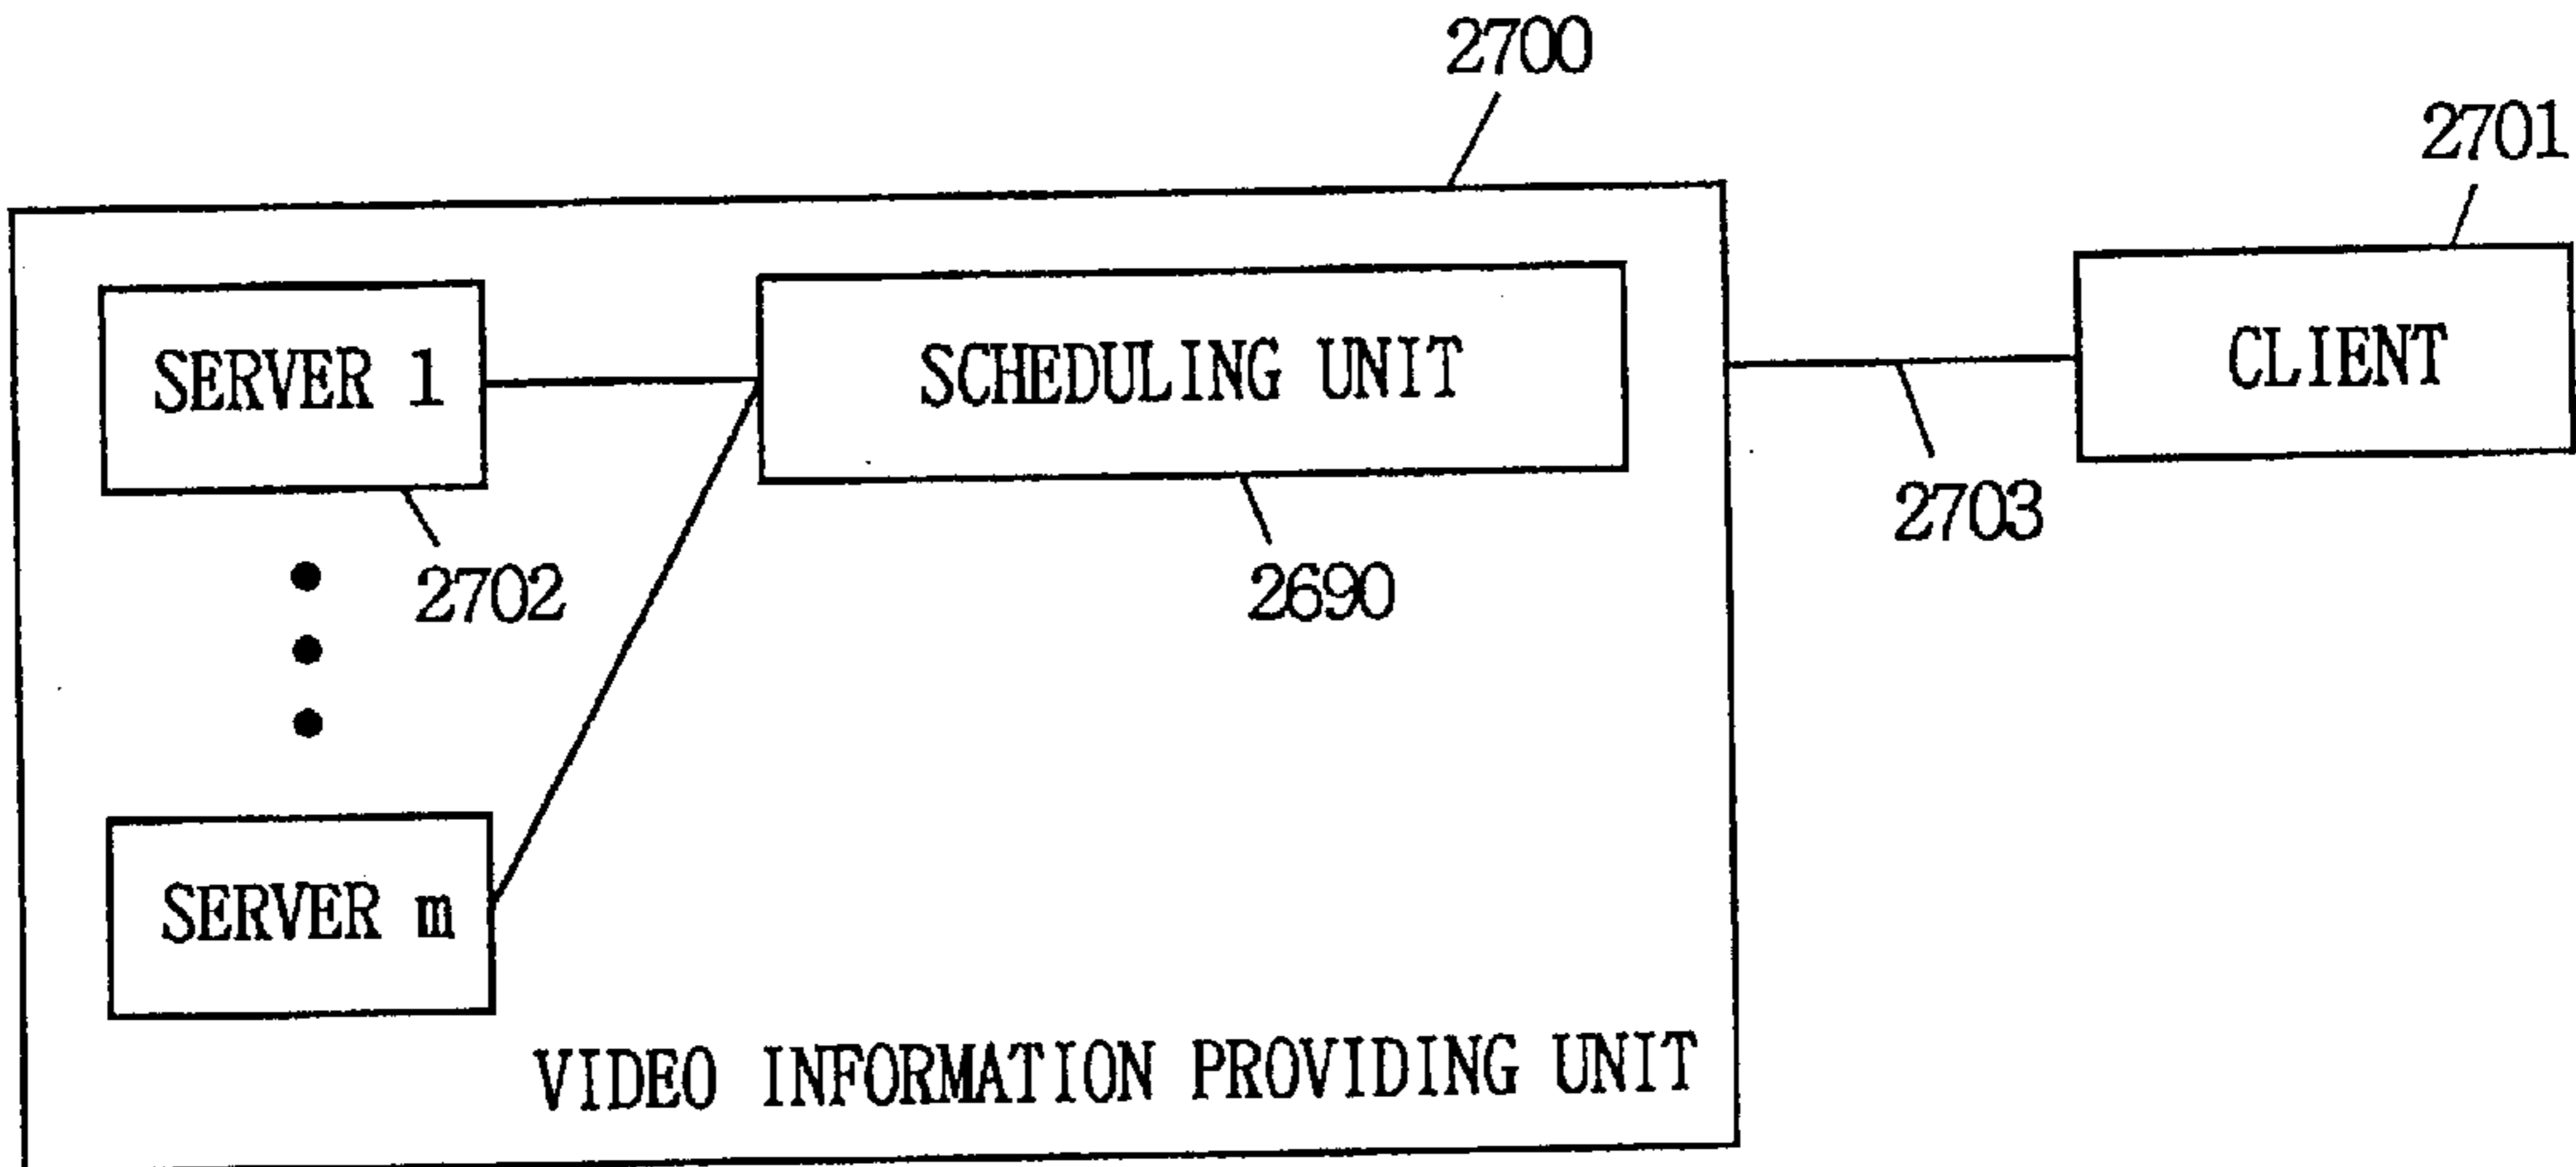 2700
2701
SERVER 1
SCHEDULING UNIT
CLIENT
2703
2702
2690
SERVER m
VIDEO INFORMATION PROVIDING UNIT